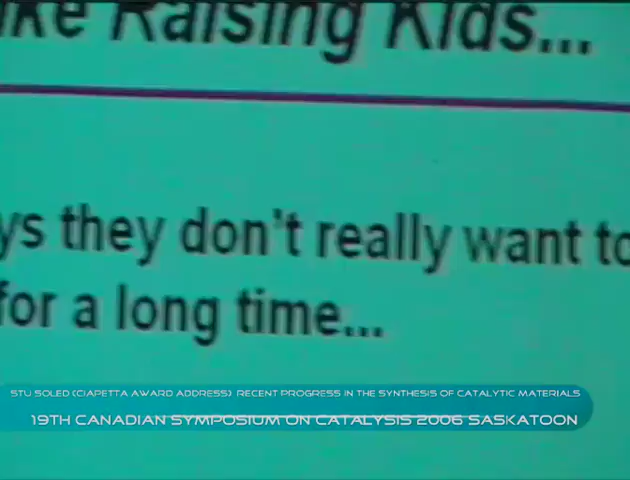 ke Raising Kids...
ys they don't really want to
for a long time...
STU SOLED (CIAPETTA AWARD ADDRESS) RECENT PROGRESS IN THE SYNTHESIS OF CATALYTIC MATERIALS
19TH CANADIAN SYMPOSIUM ON CATALYSIS 2006 SASKATOON